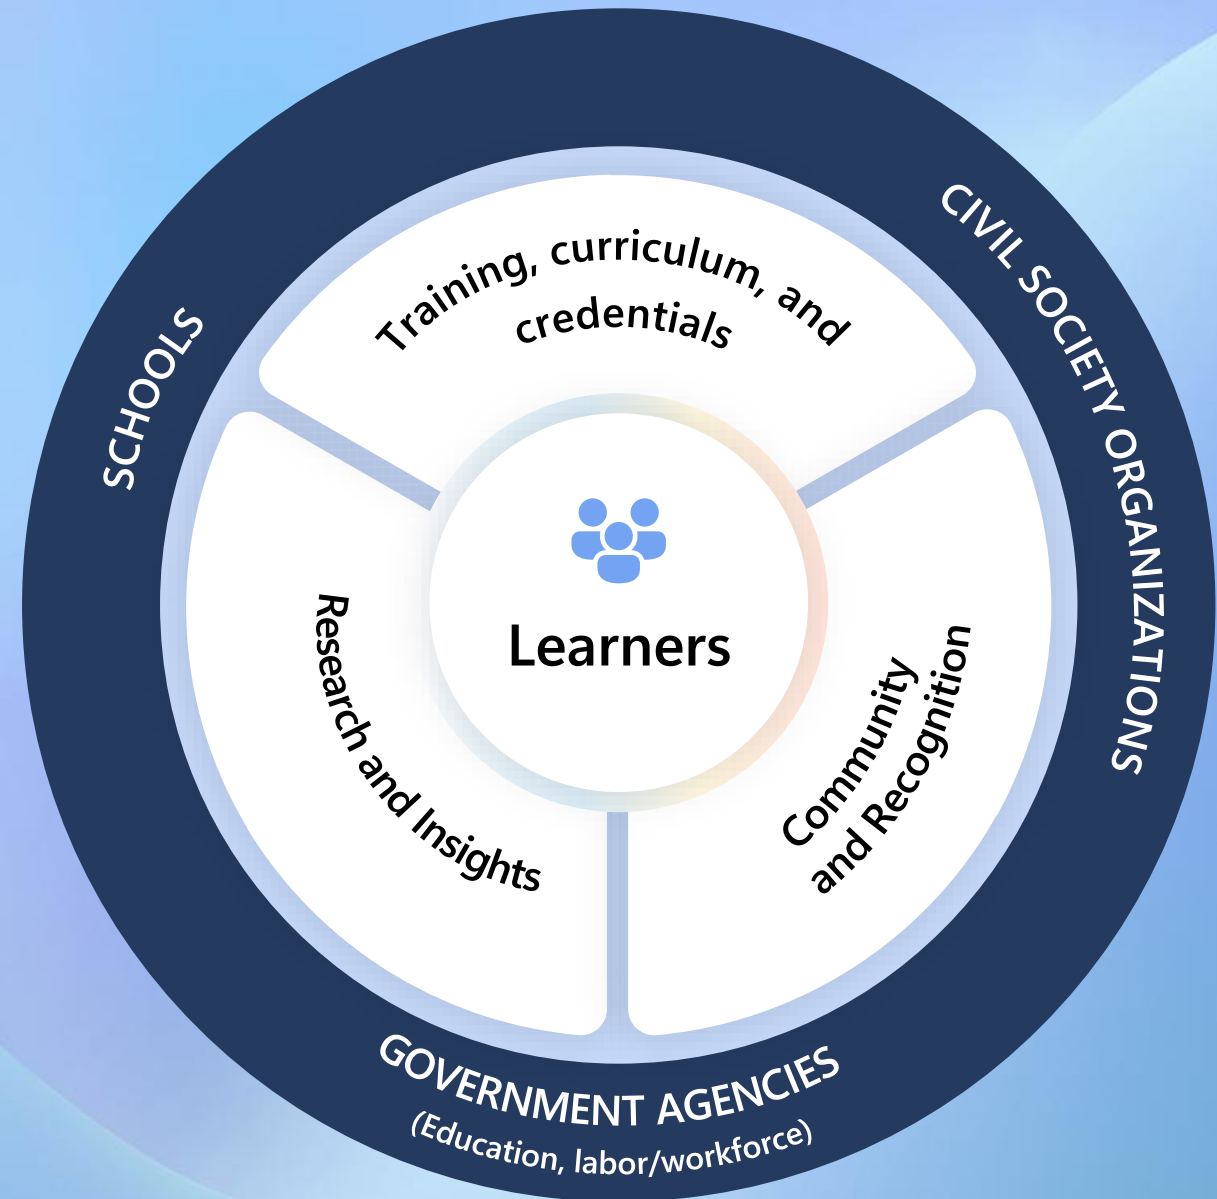 SCHOOLS
CIVIL SOCIETY ORGANIZATIONS
Training, curriculum, and
credentials
Learners
Research and Insights
Community
and Recognition
GOVERNMENT AGENCIES
(Education, labor/workforce)